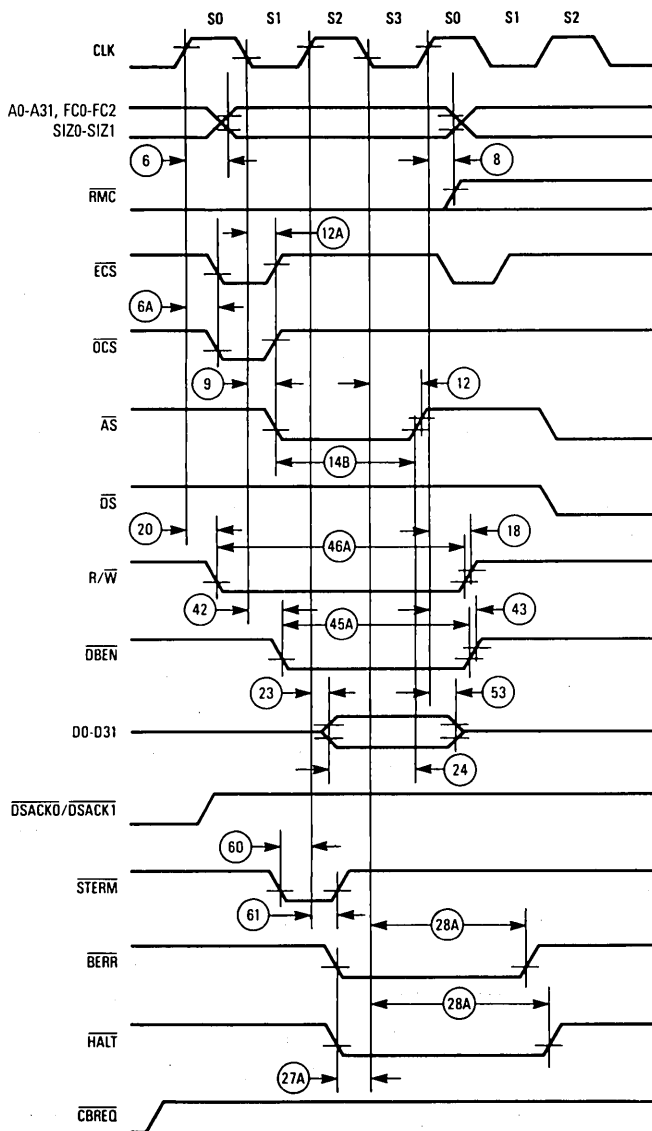 S0 S1 S2 S3 S0 S1 S2
CLK
A0-A31, FC0-FC2
SIZ0-SIZ1
6 8
RMC
12A
ECS
6A
OCS
9 12
AS
14B
DS
20 18
46A
R/W
42 43
45A
DBEN
23 53
D0-D31
24
DSACK0/DSACK1
60
STERM
61
28A
BERR
28A
HALT
27A
CBREQ